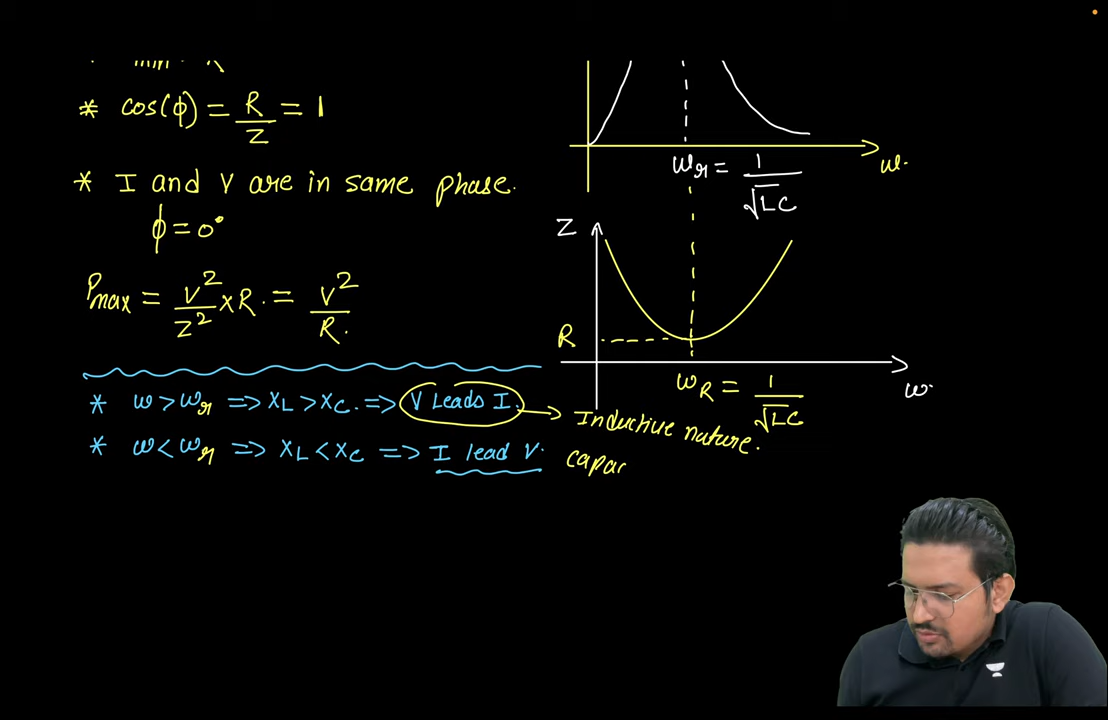 * cos(φ) = R/Z = 1
* I and V are in same phase.
φ = 0°
Pmax = V²/Z² x R. = V²/R.
* ω > ωr => XL > XC. => V Leads I. → Inductive nature.
* ω < ωr => XL < XC => I lead V. capac
ω.
ωr = 1/√LC
Z
R
ωR = 1/√LC
ω.